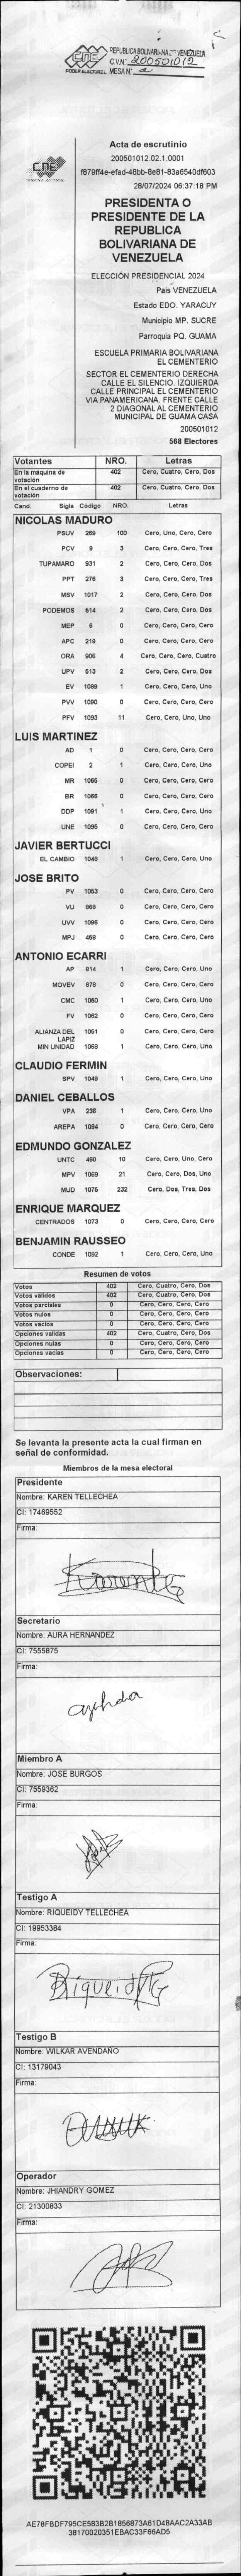 REPUBLICA BOLIVARIANA DE VENEZUELA
C.V.N° 200501012
PODER ELECTORAL MESA N° 2
CNE
Acta de escrutinio
200501012.02.1.0001
f879ff4e-efad-48bb-8e81-83a6540df603
28/07/2024 06:37:18 PM
PRESIDENTA O
PRESIDENTE DE LA
REPUBLICA
BOLIVARIANA DE
VENEZUELA
ELECCIÓN PRESIDENCIAL 2024
País VENEZUELA
Estado EDO. YARACUY
Municipio MP. SUCRE
Parroquia PQ. GUAMA
ESCUELA PRIMARIA BOLIVARIANA
EL CEMENTERIO
SECTOR EL CEMENTERIO DERECHA
CALLE EL SILENCIO. IZQUIERDA
CALLE PRINCIPAL EL CEMENTERIO
VIA PANAMERICANA. FRENTE CALLE
2 DIAGONAL AL CEMENTERIO
MUNICIPAL DE GUAMA CASA
200501012
568 Electores
Votantes NRO. Letras
En la máquina de votación 402 Cero, Cuatro, Cero, Dos
En el cuaderno de votación 402 Cero, Cuatro, Cero, Dos
Cand. Sigla Código NRO. Letras
NICOLAS MADURO
PSUV 269 100 Cero, Uno, Cero, Cero
PCV 9 3 Cero, Cero, Cero, Tres
TUPAMARO 931 2 Cero, Cero, Cero, Dos
PPT 276 3 Cero, Cero, Cero, Tres
MSV 1017 2 Cero, Cero, Cero, Dos
PODEMOS 514 2 Cero, Cero, Cero, Dos
MEP 6 0 Cero, Cero, Cero, Cero
APC 219 0 Cero, Cero, Cero, Cero
ORA 906 4 Cero, Cero, Cero, Cuatro
UPV 513 2 Cero, Cero, Cero, Dos
EV 1089 1 Cero, Cero, Cero, Uno
PVV 1090 0 Cero, Cero, Cero, Cero
PFV 1093 11 Cero, Cero, Uno, Uno
LUIS MARTINEZ
AD 1 0 Cero, Cero, Cero, Cero
COPEI 2 1 Cero, Cero, Cero, Uno
MR 1055 0 Cero, Cero, Cero, Cero
BR 1066 0 Cero, Cero, Cero, Cero
DDP 1091 1 Cero, Cero, Cero, Uno
UNE 1095 0 Cero, Cero, Cero, Cero
JAVIER BERTUCCI
EL CAMBIO 1048 1 Cero, Cero, Cero, Uno
JOSE BRITO
PV 1053 0 Cero, Cero, Cero, Cero
VU 868 0 Cero, Cero, Cero, Cero
UVV 1096 0 Cero, Cero, Cero, Cero
MPJ 458 0 Cero, Cero, Cero, Cero
ANTONIO ECARRI
AP 914 1 Cero, Cero, Cero, Uno
MOVEV 878 0 Cero, Cero, Cero, Cero
CMC 1050 1 Cero, Cero, Cero, Uno
FV 1062 0 Cero, Cero, Cero, Cero
ALIANZA DEL LAPIZ 1051 0 Cero, Cero, Cero, Cero
MIN UNIDAD 1068 1 Cero, Cero, Cero, Uno
CLAUDIO FERMIN
SPV 1049 1 Cero, Cero, Cero, Uno
DANIEL CEBALLOS
VPA 236 1 Cero, Cero, Cero, Uno
AREPA 1094 0 Cero, Cero, Cero, Cero
EDMUNDO GONZALEZ
UNTC 460 10 Cero, Cero, Uno, Cero
MPV 1069 21 Cero, Cero, Dos, Uno
MUD 1075 232 Cero, Dos, Tres, Dos
ENRIQUE MARQUEZ
CENTRADOS 1073 0 Cero, Cero, Cero, Cero
BENJAMIN RAUSSEO
CONDE 1092 1 Cero, Cero, Cero, Uno
Resumen de votos
Votos 402 Cero, Cuatro, Cero, Dos
Votos validos 402 Cero, Cuatro, Cero, Dos
Votos parciales 0 Cero, Cero, Cero, Cero
Votos nulos 0 Cero, Cero, Cero, Cero
Votos vacios 0 Cero, Cero, Cero, Cero
Opciones validas 402 Cero, Cuatro, Cero, Dos
Opciones nulas 0 Cero, Cero, Cero, Cero
Opciones vacias 0 Cero, Cero, Cero, Cero
Observaciones:
Se levanta la presente acta la cual firman en
señal de conformidad.
Miembros de la mesa electoral
Presidente
Nombre: KAREN TELLECHEA
CI: 17469552
Firma:
Secretario
Nombre: AURA HERNANDEZ
CI: 7555875
Firma:
Miembro A
Nombre: JOSE BURGOS
CI: 7559362
Firma:
Testigo A
Nombre: RIQUEIDY TELLECHEA
CI: 19953384
Firma:
Testigo B
Nombre: WILKAR AVENDAÑO
CI: 13179043
Firma:
Operador
Nombre: JHIANDRY GOMEZ
CI: 21300833
Firma:
AE78FBDF795CE583B2B1856873A61D48AAC2A33AB
38170020351EBAC33F66AD5